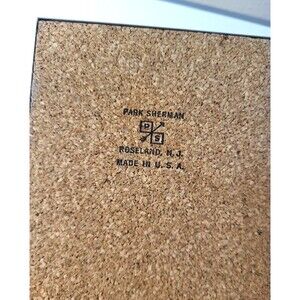 PARK SHERMAN
P S
ROSELAND, N. J.
MADE IN U. S. A.